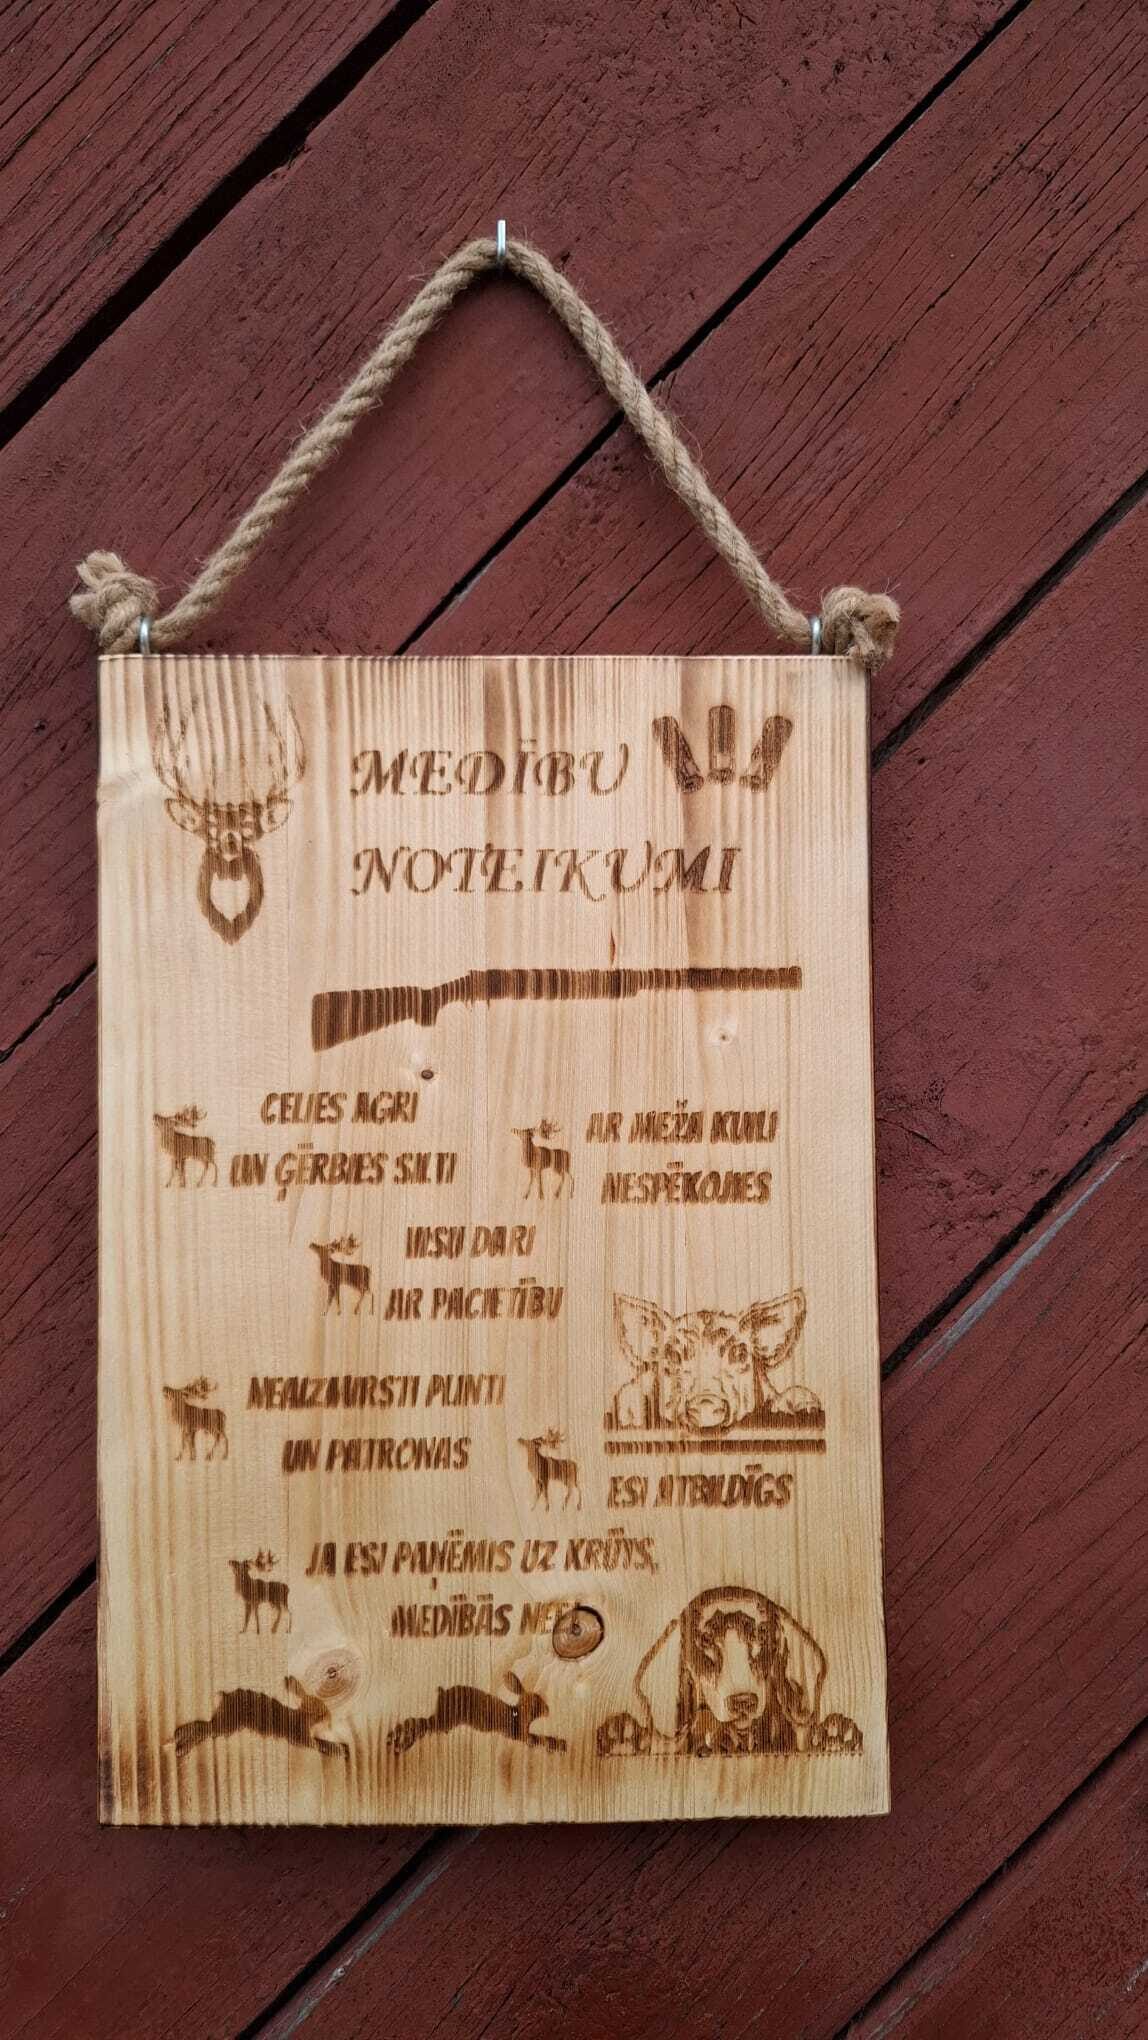 MEDĪBU
NOTEIKUMI
CELIES AGRI
UN ĢĒRBIES SILTI
AR MEŽA KUILI
NESPĒKOJIES
VISU DARI
AR PACIETĪBU
NEAIZMIRSTI PLINTI
UN PATRONAS
ESI ATBILDĪGS
JA ESI PAŅĒMIS UZ KRŪTS,
MEDĪBĀS NEEJ